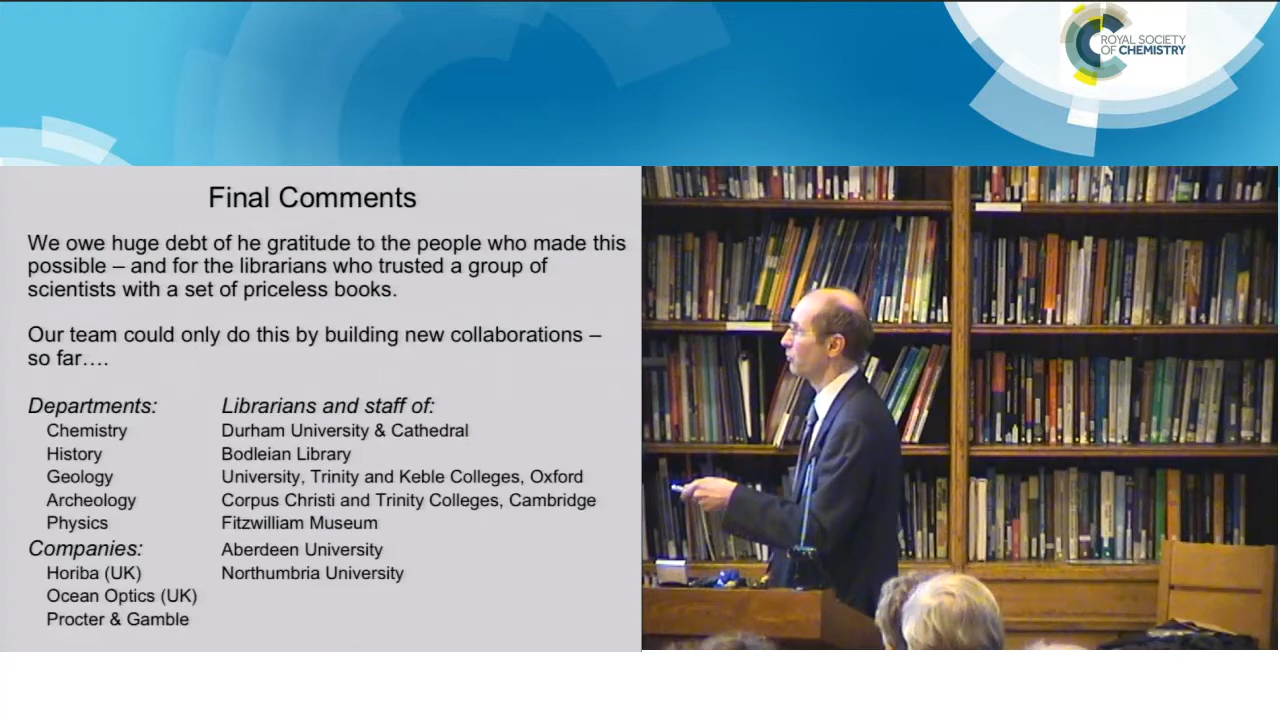 ROYAL SOCIETY
OF CHEMISTRY
Final Comments
We owe huge debt of he gratitude to the people who made this
possible – and for the librarians who trusted a group of
scientists with a set of priceless books.
Our team could only do this by building new collaborations –
so far….
Departments:
Chemistry
History
Geology
Archeology
Physics
Companies:
Horiba (UK)
Ocean Optics (UK)
Procter & Gamble
Librarians and staff of:
Durham University & Cathedral
Bodleian Library
University, Trinity and Keble Colleges, Oxford
Corpus Christi and Trinity Colleges, Cambridge
Fitzwilliam Museum
Aberdeen University
Northumbria University